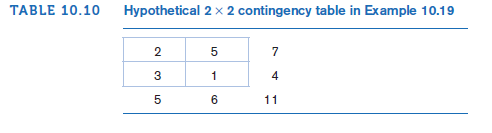 TABLE 10.10 Hypothetical 2 × 2 contingency table in Example 10.19
2 5 7
3 1 4
5 6 11